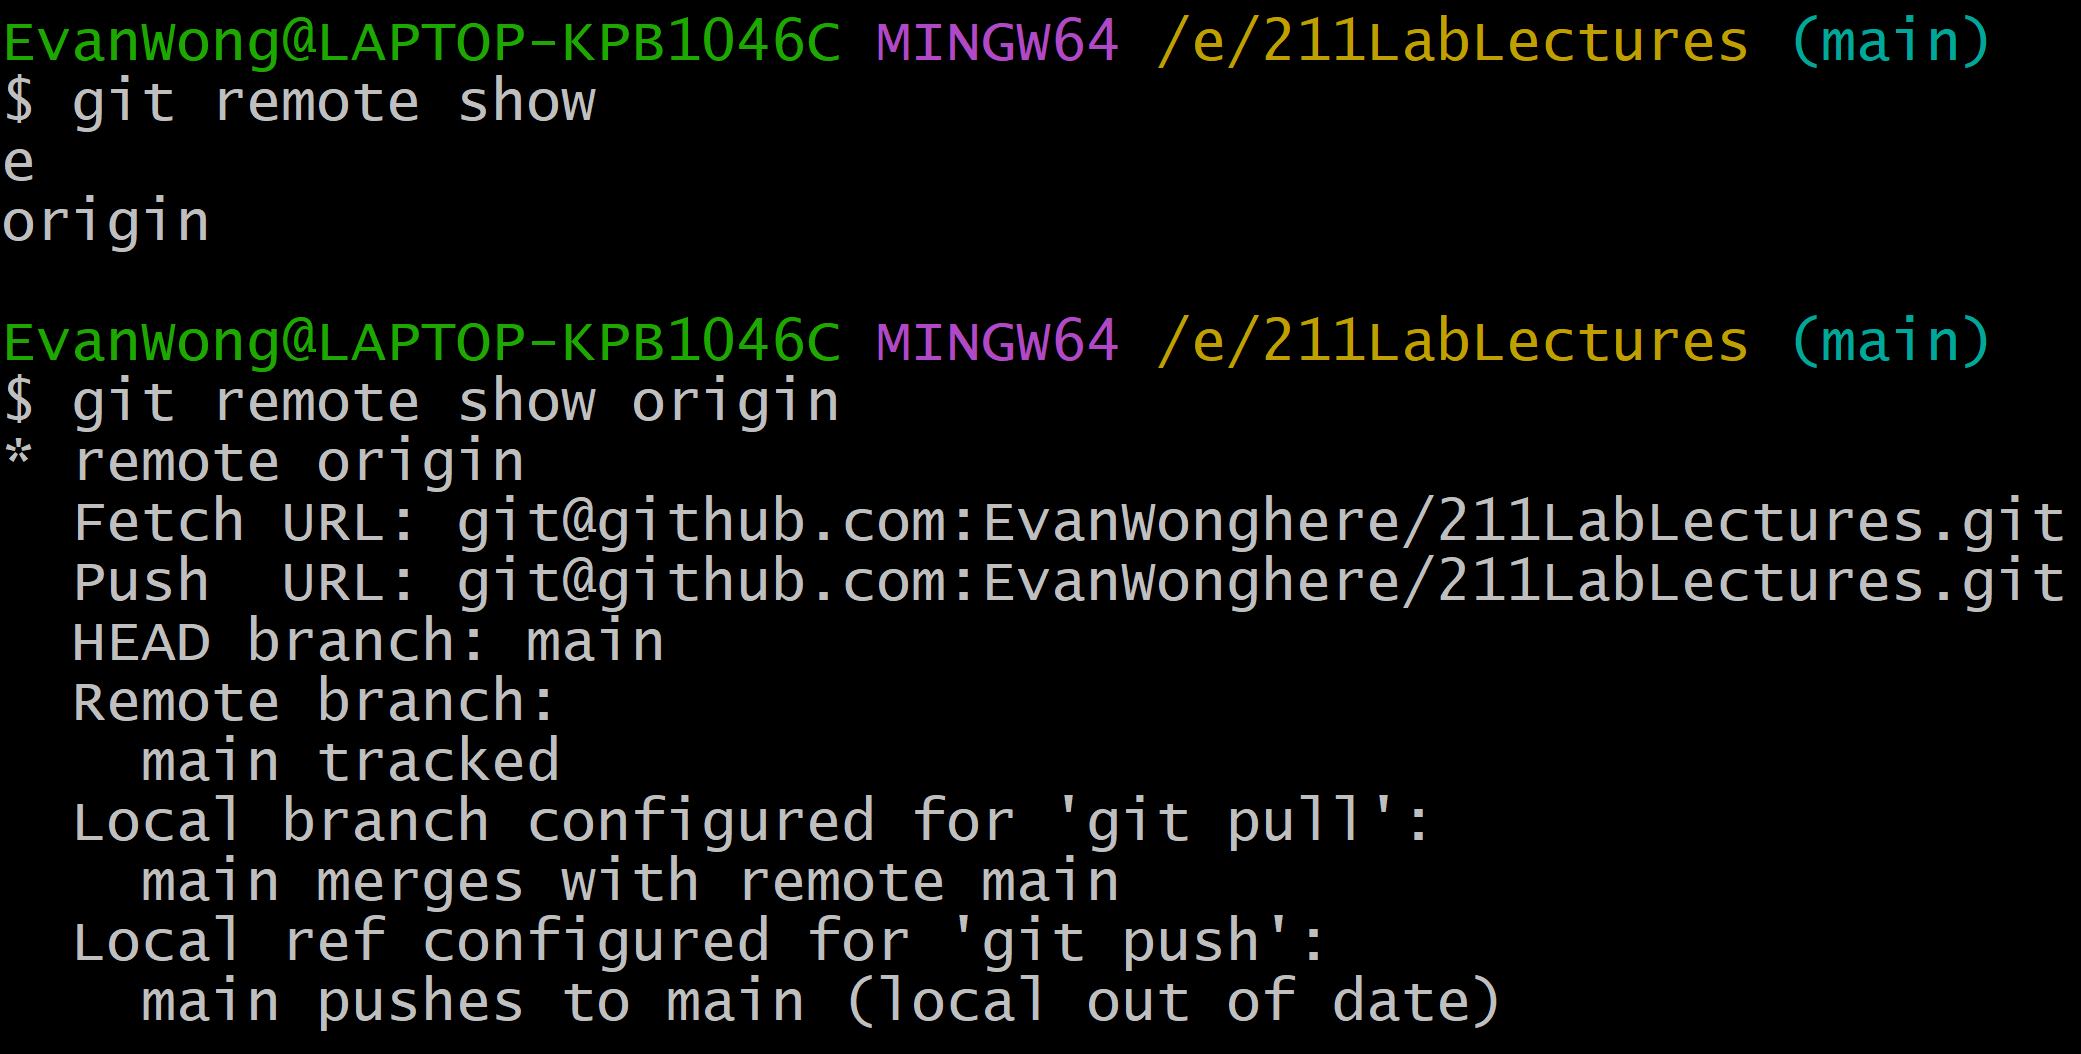 EvanWong@LAPTOP-KPB1046C MINGW64 /e/211LabLectures (main)
$ git remote show
e
origin

EvanWong@LAPTOP-KPB1046C MINGW64 /e/211LabLectures (main)
$ git remote show origin
* remote origin
  Fetch URL: git@github.com:EvanWonghere/211LabLectures.git
  Push  URL: git@github.com:EvanWonghere/211LabLectures.git
  HEAD branch: main
  Remote branch:
    main tracked
  Local branch configured for 'git pull':
    main merges with remote main
  Local ref configured for 'git push':
    main pushes to main (local out of date)